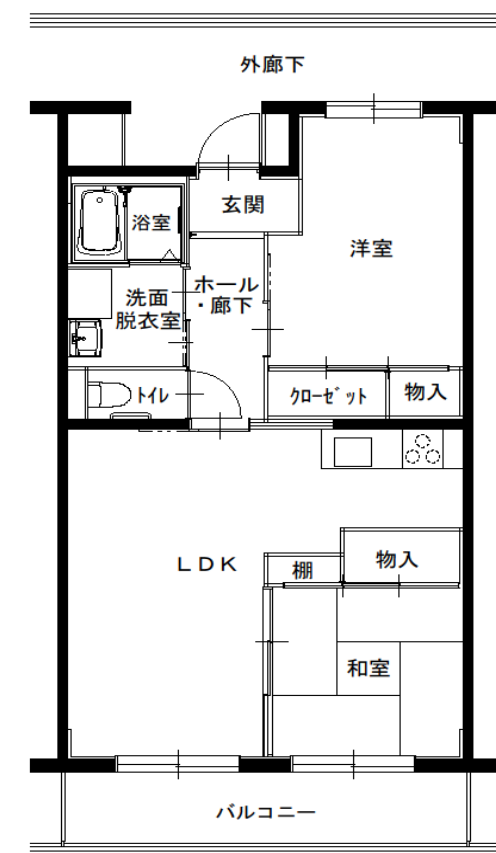 外廊下
玄関
浴室
洋室
ホール
・廊下
洗面
脱衣室
ﾄｲﾚ
ｸﾛｰｾﾞｯﾄ
物入
ＬＤＫ
物入
棚
和室
バルコニー